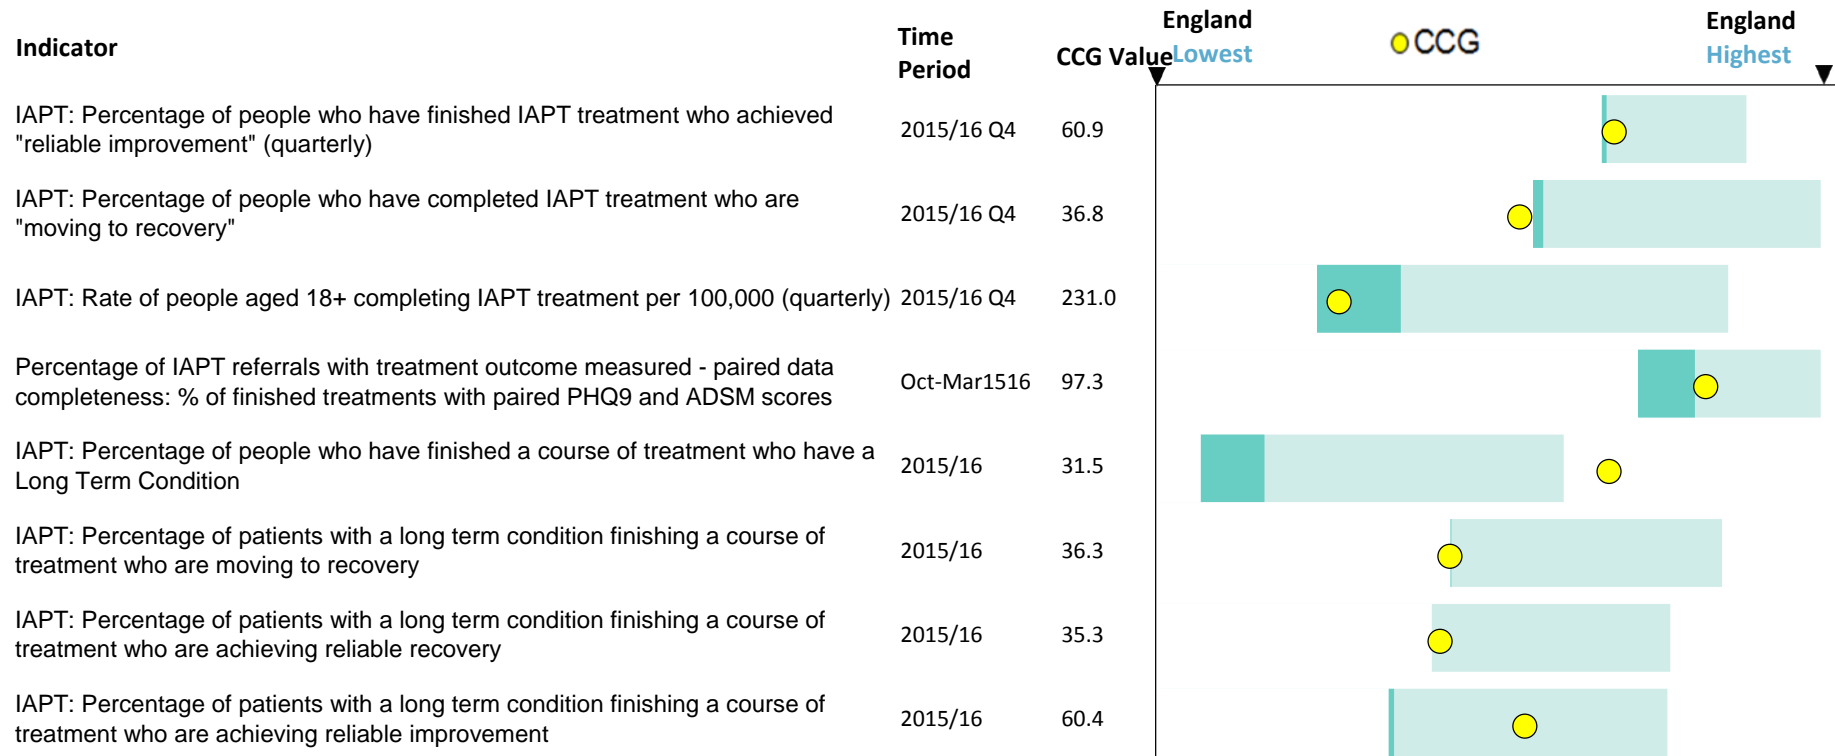 Indicator
Time
Period
CCG Value
England
Lowest
CCG
England
Highest
IAPT: Percentage of people who have finished IAPT treatment who achieved
"reliable improvement" (quarterly)
2015/16 Q4
60.9
IAPT: Percentage of people who have completed IAPT treatment who are
"moving to recovery"
2015/16 Q4
36.8
IAPT: Rate of people aged 18+ completing IAPT treatment per 100,000 (quarterly)
2015/16 Q4
231.0
Percentage of IAPT referrals with treatment outcome measured - paired data
completeness: % of finished treatments with paired PHQ9 and ADSM scores
Oct-Mar1516
97.3
IAPT: Percentage of people who have finished a course of treatment who have a
Long Term Condition
2015/16
31.5
IAPT: Percentage of patients with a long term condition finishing a course of
treatment who are moving to recovery
2015/16
36.3
IAPT: Percentage of patients with a long term condition finishing a course of
treatment who are achieving reliable recovery
2015/16
35.3
IAPT: Percentage of patients with a long term condition finishing a course of
treatment who are achieving reliable improvement
2015/16
60.4